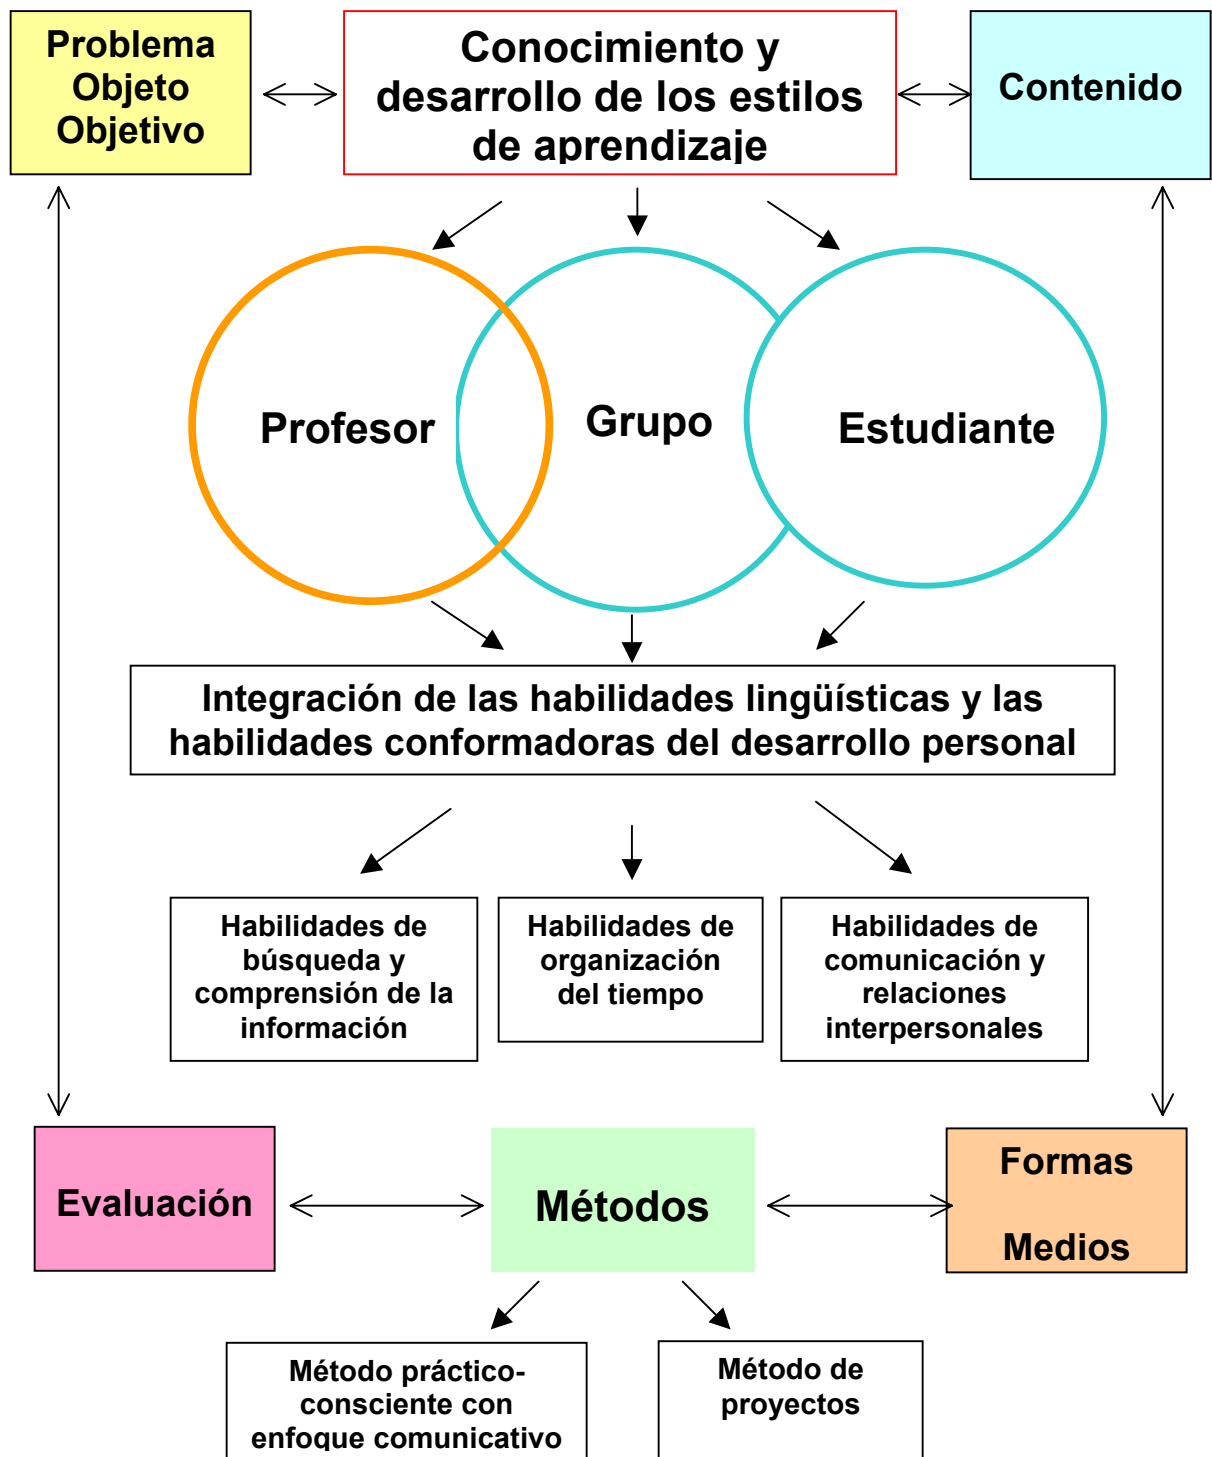 Problema
Objeto
Objetivo
Conocimiento y
desarrollo de los estilos
de aprendizaje
Contenido
Profesor
Grupo
Estudiante
Integración de las habilidades lingüísticas y las
habilidades conformadoras del desarrollo personal
Habilidades de
búsqueda y
comprensión de la
información
Habilidades de
organización
del tiempo
Habilidades de
comunicación y
relaciones
interpersonales
Evaluación
Métodos
Formas
Medios
Método práctico-
consciente con
enfoque comunicativo
Método de
proyectos